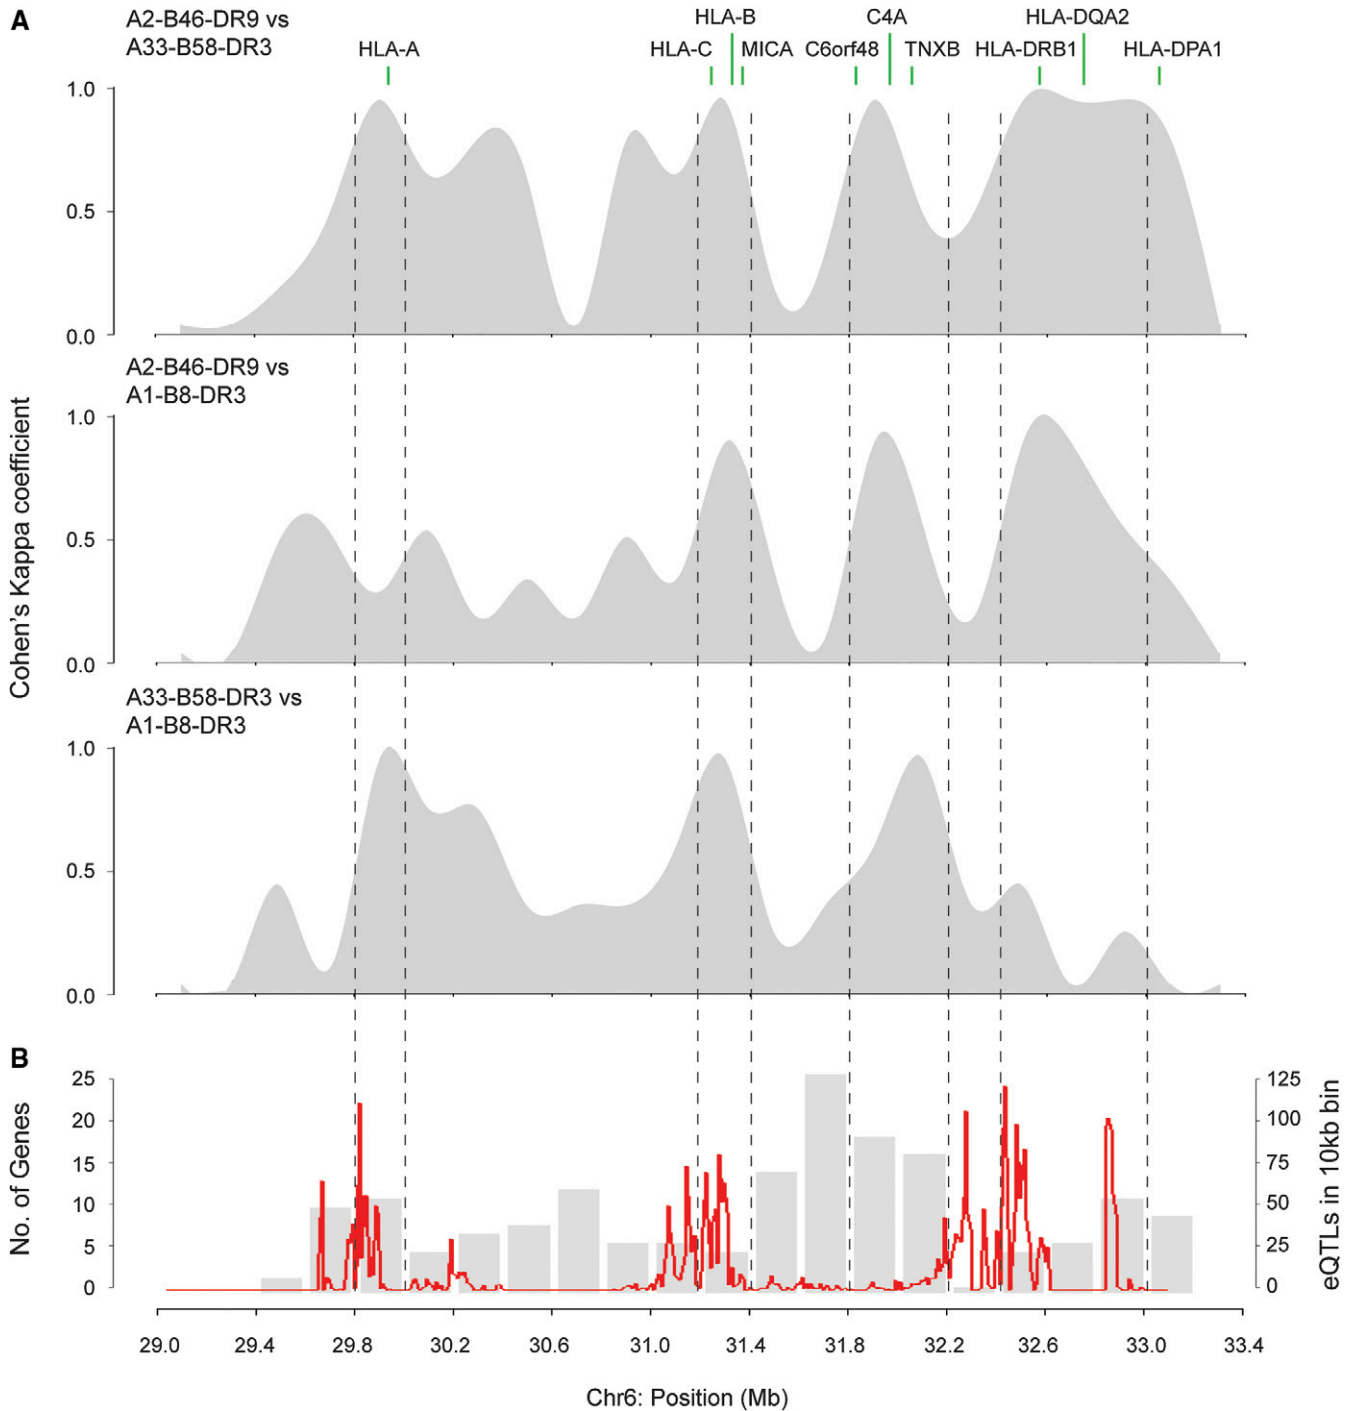 A
A2-B46-DR9 vs
A33-B58-DR3
HLA-B
C4A
HLA-DQA2
HLA-A
HLA-C
MICA
C6orf48
TNXB
HLA-DRB1
HLA-DPA1
1.0
0.5
0.0
A2-B46-DR9 vs
A1-B8-DR3
1.0
0.5
0.0
Cohen's Kappa coefficient
A33-B58-DR3 vs
A1-B8-DR3
1.0
0.5
0.0
B
25
20
15
10
5
0
No. of Genes
125
100
75
50
25
0
eQTLs in 10kb bin
29.0 29.4 29.8 30.2 30.6 31.0 31.4 31.8 32.2 32.6 33.0 33.4
Chr6: Position (Mb)